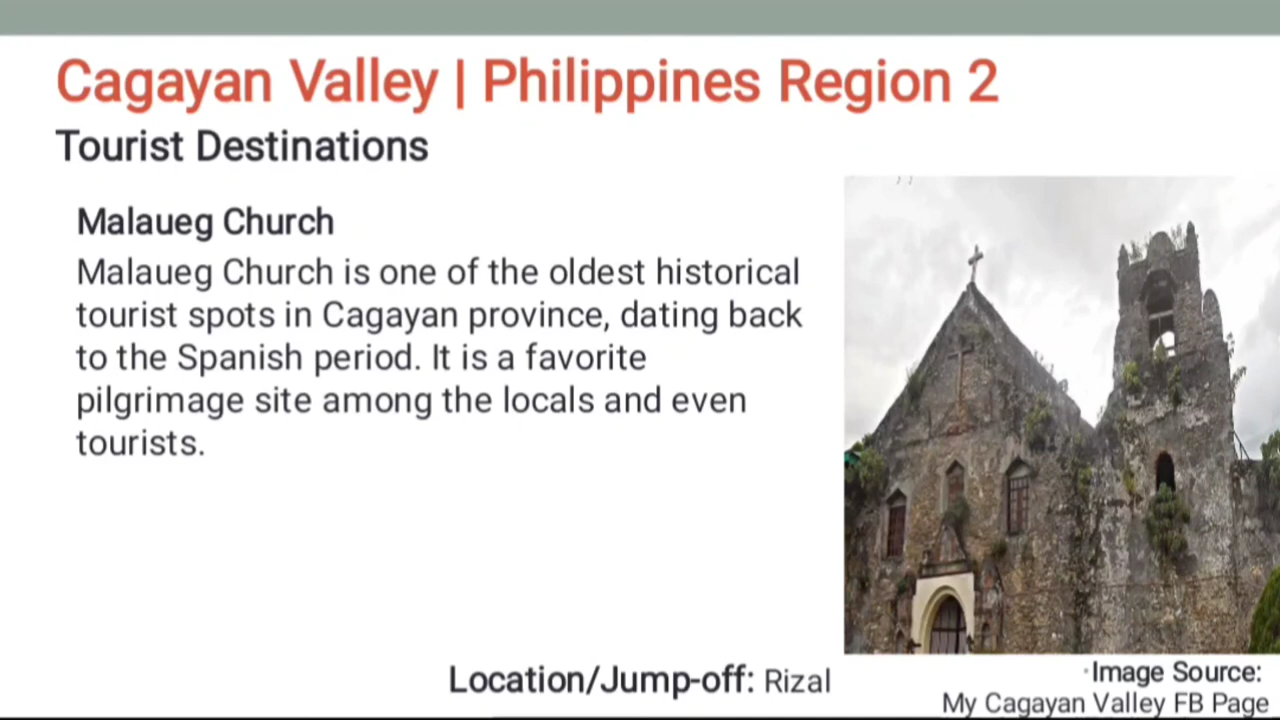 Cagayan Valley | Philippines Region 2
Tourist Destinations
Malaueg Church
Malaueg Church is one of the oldest historical
tourist spots in Cagayan province, dating back
to the Spanish period. It is a favorite
pilgrimage site among the locals and even
tourists.
Location/Jump-off: Rizal
Image Source:
My Cagayan Valley FB Page